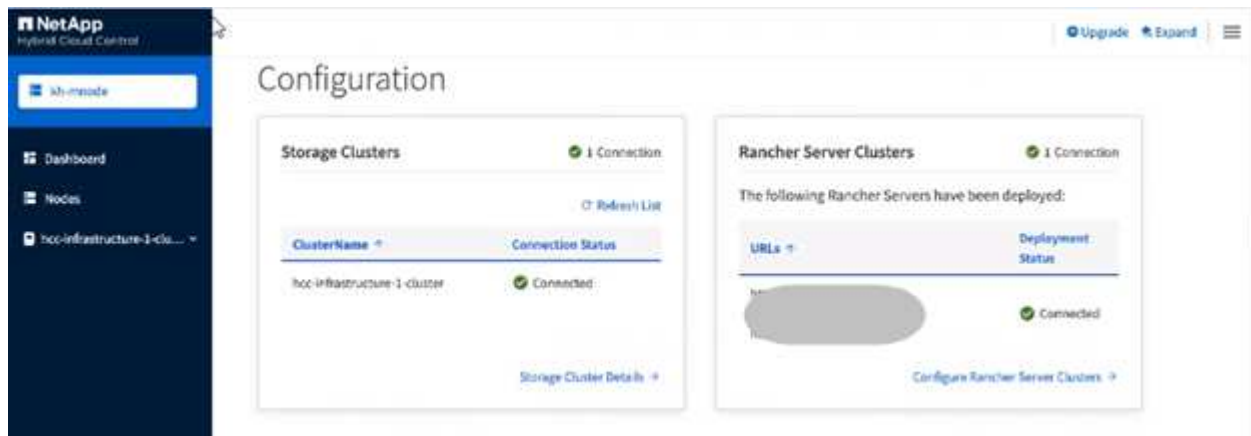 NetApp
Hybrid Cloud Control
Upgrade
Expand
kh-mnode
Dashboard
Nodes
hcc-infrastructure-1-clu...
Configuration
Storage Clusters
1 Connection
Refresh List
ClusterName
Connection Status
hcc-infrastructure-1-cluster
Connected
Storage Cluster Details
Rancher Server Clusters
1 Connection
The following Rancher Servers have been deployed:
URLs
Deployment
Status
Connected
Configure Rancher Server Clusters